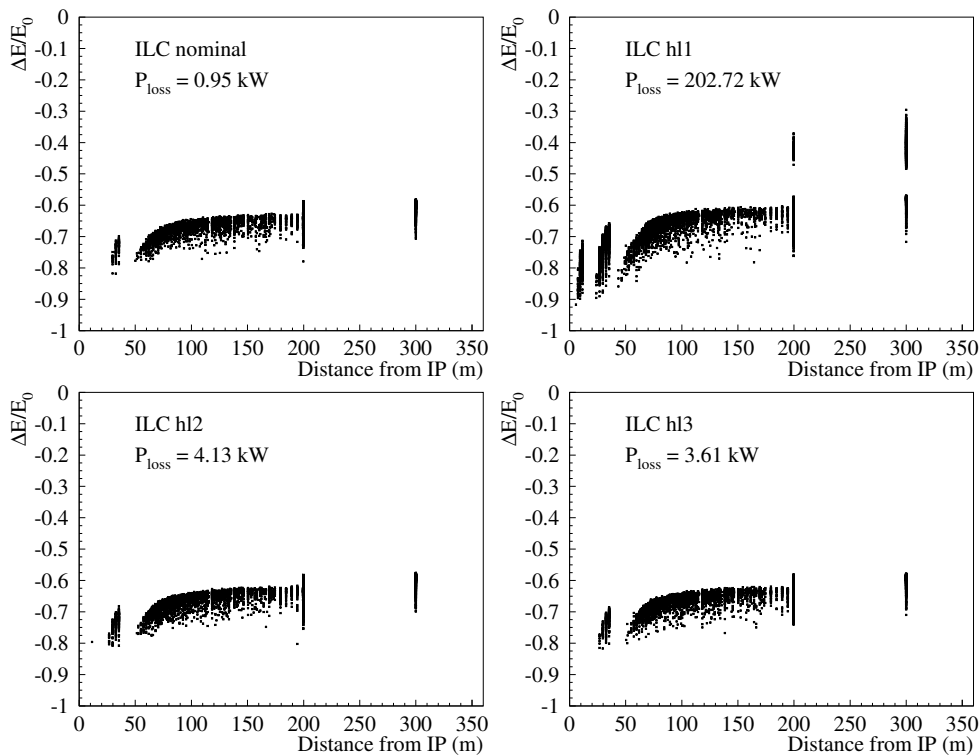 ΔE/E0
0
-0.1
-0.2
-0.3
-0.4
-0.5
-0.6
-0.7
-0.8
-0.9
-1
ILC nominal
Ploss = 0.95 kW
0 50 100 150 200 250 300 350
Distance from IP (m)
ΔE/E0
0
-0.1
-0.2
-0.3
-0.4
-0.5
-0.6
-0.7
-0.8
-0.9
-1
ILC hl1
Ploss = 202.72 kW
0 50 100 150 200 250 300 350
Distance from IP (m)
ΔE/E0
0
-0.1
-0.2
-0.3
-0.4
-0.5
-0.6
-0.7
-0.8
-0.9
-1
ILC hl2
Ploss = 4.13 kW
0 50 100 150 200 250 300 350
Distance from IP (m)
ΔE/E0
0
-0.1
-0.2
-0.3
-0.4
-0.5
-0.6
-0.7
-0.8
-0.9
-1
ILC hl3
Ploss = 3.61 kW
0 50 100 150 200 250 300 350
Distance from IP (m)